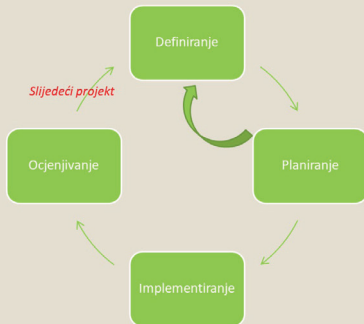 Definiranje
Slijedeći projekt
Ocjenjivanje
Planiranje
Implementiranje